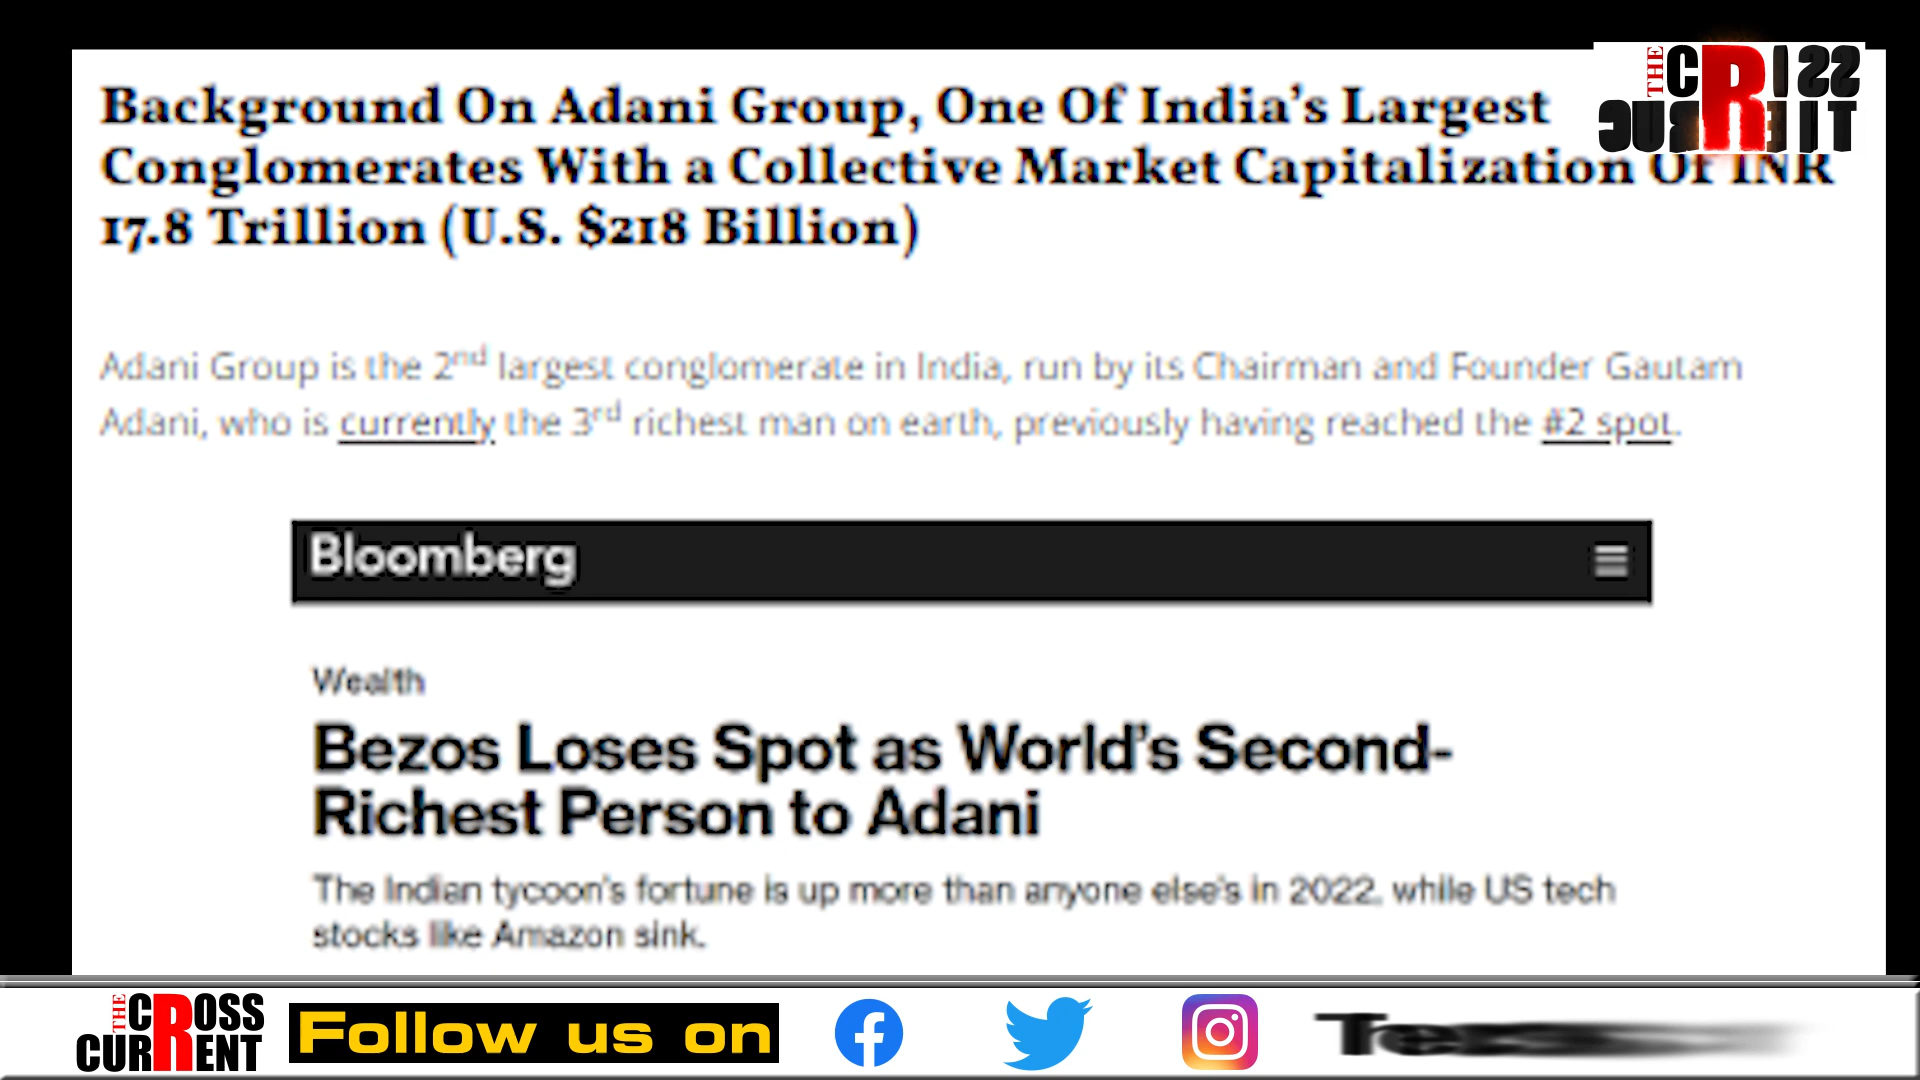 Background On Adani Group, One Of India’s Largest
Conglomerates With a Collective Market Capitalization Of INR
17.8 Trillion (U.S. $218 Billion)
Adani Group is the 2nd largest conglomerate in India, run by its Chairman and Founder Gautam
Adani, who is currently the 3rd richest man on earth, previously having reached the #2 spot.
Bloomberg
Wealth
Bezos Loses Spot as World’s Second-
Richest Person to Adani
The Indian tycoon’s fortune is up more than anyone else’s in 2022, while US tech
stocks like Amazon sink.
THE CROSS
CURRENT
Follow us on